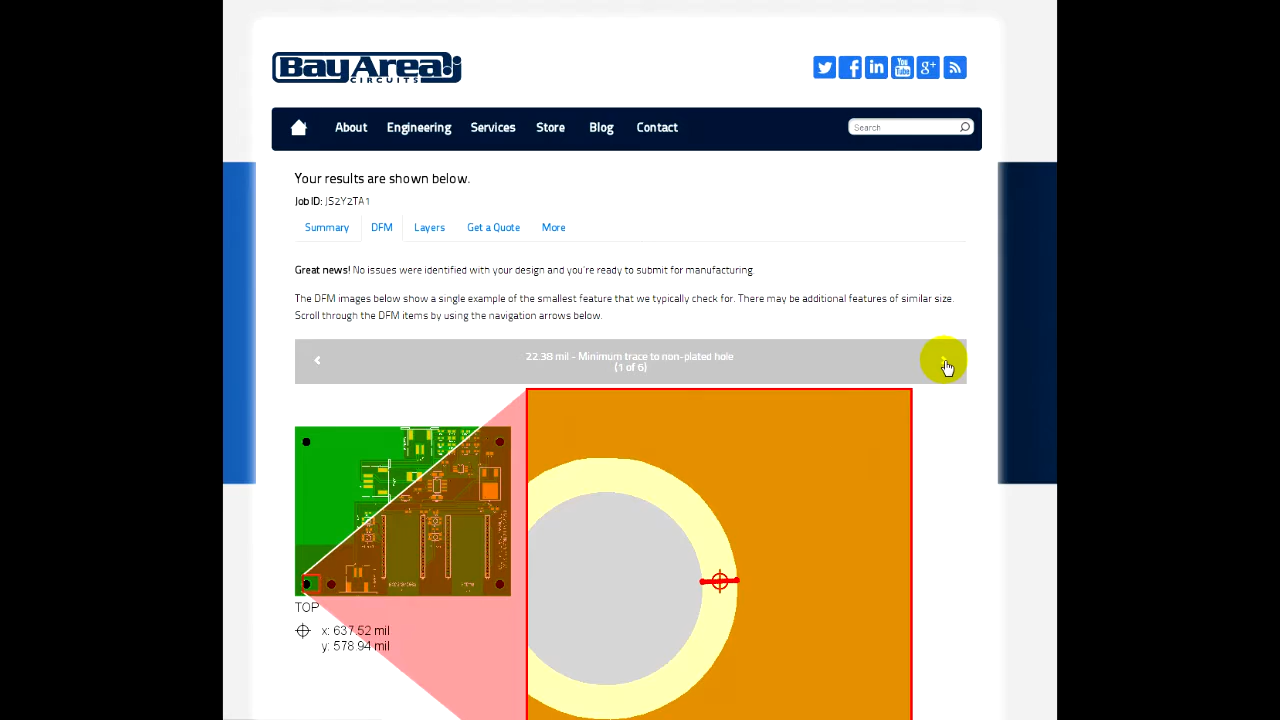 BayArea
CIRCUITS
You
Tube
g+
About Engineering Services Store Blog Contact
Search
Your results are shown below.
Job ID: JS2Y2TA1
Summary DFM Layers Get a Quote More
Great news! No issues were identified with your design and you're ready to submit for manufacturing.
The DFM images below show a single example of the smallest feature that we typically check for. There may be additional features of similar size.
Scroll through the DFM items by using the navigation arrows below.
22.38 mil - Minimum trace to non-plated hole
(1 of 6)
TOP
x: 637.52 mil
y: 578.94 mil